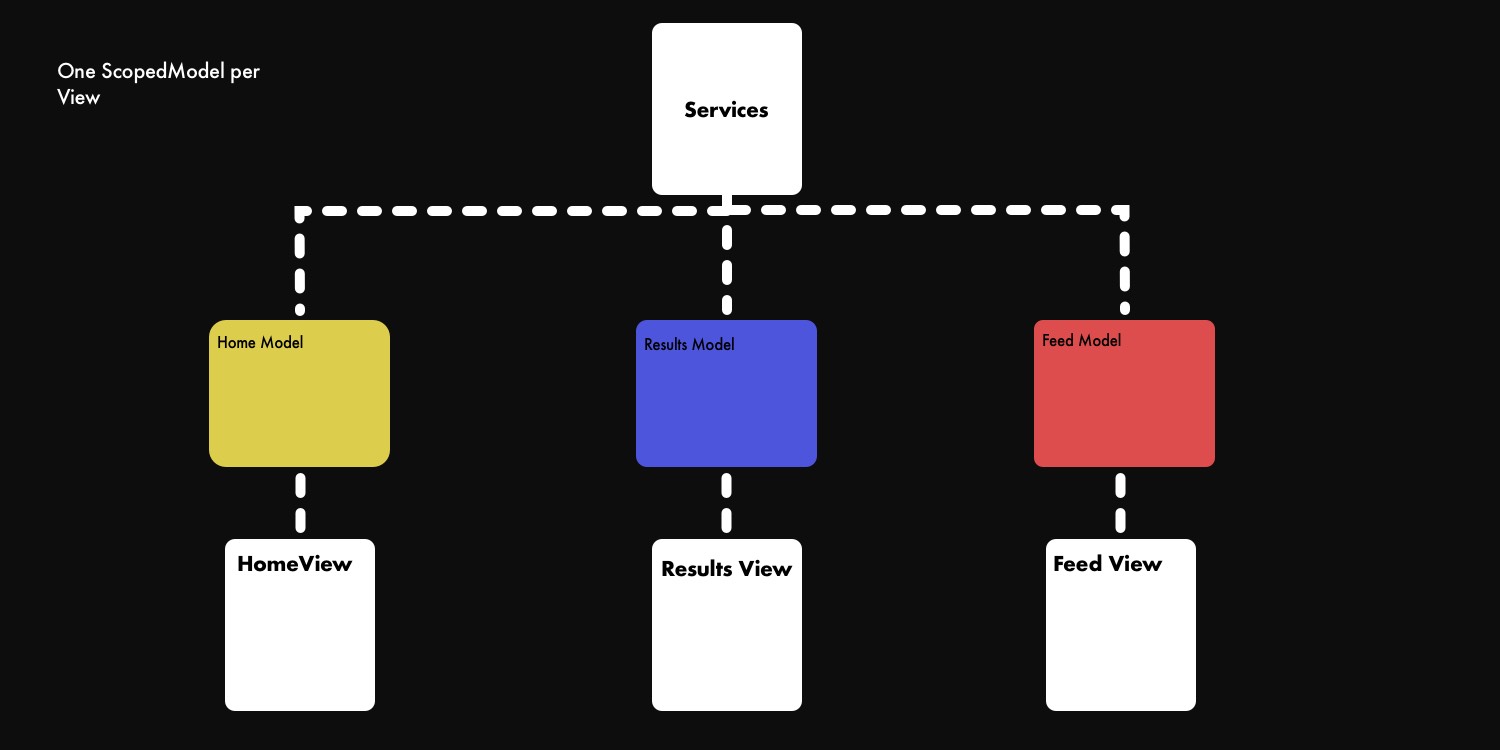 One ScopedModel per
View
Services
Home Model
Results Model
Feed Model
HomeView
Results View
Feed View